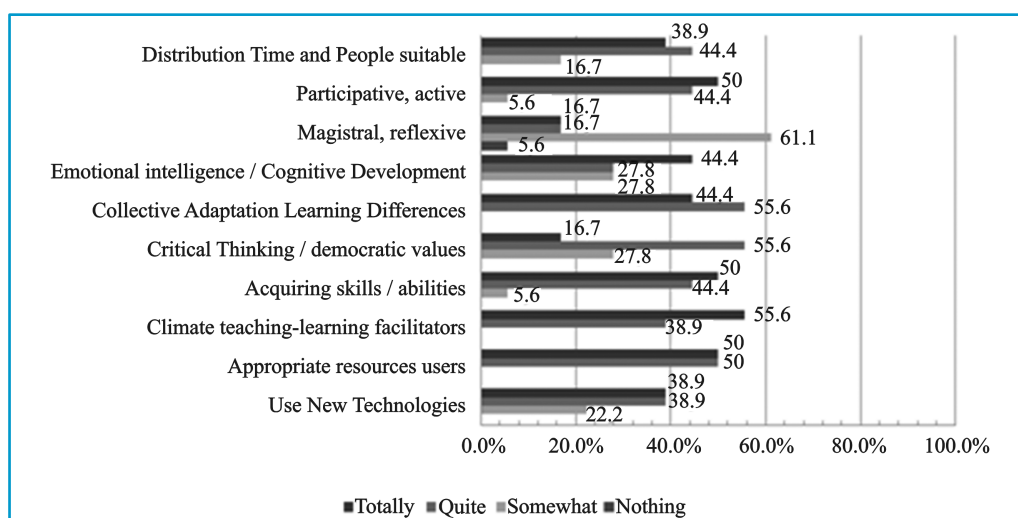 38.9
Distribution Time and People suitable 44.4
16.7
50
Participative, active 44.4
5.6 16.7
16.7
Magistral, reflexive 61.1
5.6
44.4
Emotional intelligence / Cognitive Development 27.8
27.8
44.4
Collective Adaptation Learning Differences 55.6
16.7
Critical Thinking / democratic values 55.6
27.8
50
Acquiring skills / abilities 44.4
5.6
55.6
Climate teaching-learning facilitators 38.9
50
Appropriate resources users 50
38.9
Use New Technologies 38.9
22.2
0.0% 20.0% 40.0% 60.0% 80.0% 100.0%
Totally Quite Somewhat Nothing